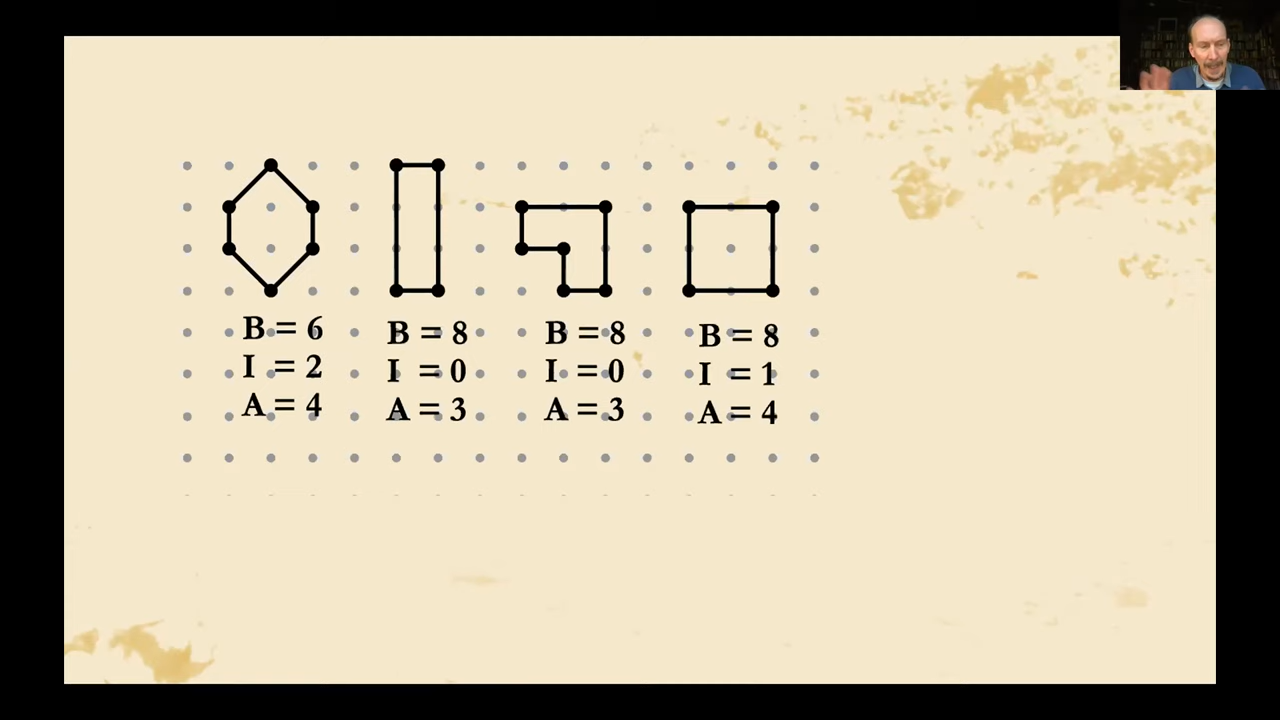 B = 6
I = 2
A = 4
B = 8
I = 0
A = 3
B = 8
I = 0
A = 3
B = 8
I = 1
A = 4